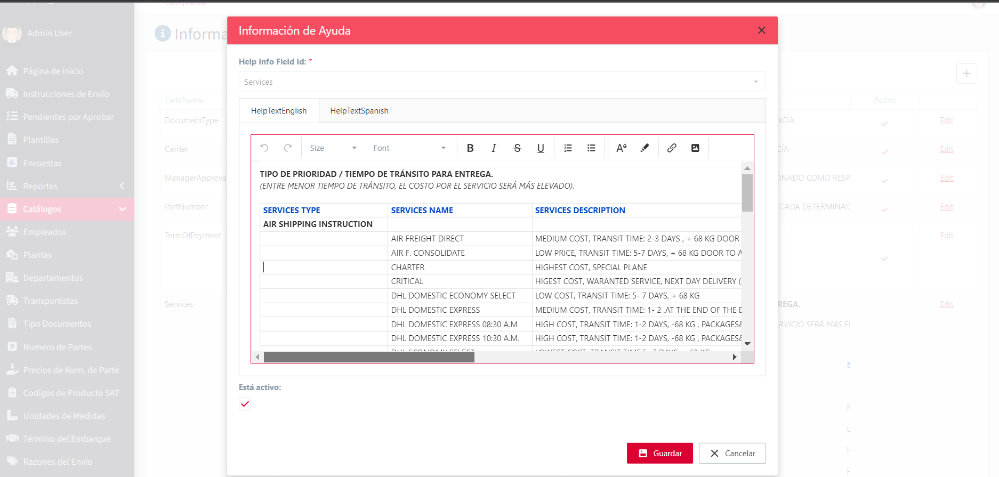 Admin User
Página de inicio
Instrucciones de Envío
Pendientes por Aprobar
Plantillas
Encuestas
Reportes
Catálogos
Empleados
Plantas
Departamentos
Transportistas
Tipo Documentos
Numero de Partes
Precios de Num. de Parte
Codigos de Producto SAT
Unidades de Medidas
Término del Embarque
Razones del Envío
Informa
FieldName
DocumentType
Carrier
ManagerApprova
PartNumber
TermOfPayment
Services
Información de Ayuda
Help Info Field Id: *
Services
HelpTextEnglish HelpTextSpanish
Size Font B I S U
TIPO DE PRIORIDAD / TIEMPO DE TRÁNSITO PARA ENTREGA.
(ENTRE MENOR TIEMPO DE TRÁNSITO, EL COSTO POR EL SERVICIO SERÁ MÁS ELEVADO).
SERVICES TYPE SERVICES NAME SERVICES DESCRIPTION
AIR SHIPPING INSTRUCTION
AIR FREIGHT DIRECT MEDIUM COST, TRANSIT TIME: 2-3 DAYS , + 68 KG DOOR
AIR F. CONSOLIDATE LOW PRICE, TRANSIT TIME: 5-7 DAYS, + 68 KG DOOR TO A
CHARTER HIGHEST COST, SPECIAL PLANE
CRITICAL HIGEST COST, WARANTED SERVICE, NEXT DAY DELIVERY (
DHL DOMESTIC ECONOMY SELECT LOW COST, TRANSIT TIME: 5- 7 DAYS, + 68 KG
DHL DOMESTIC EXPRESS MEDIUM COST, TRANSIT TIME: 1- 2 ,AT THE END OF THE D
DHL DOMESTIC EXPRESS 08:30 A.M HIGH COST, TRANSIT TIME: 1-2 DAYS, -68 KG , PACKAGES&
DHL DOMESTIC EXPRESS 10:30 A.M. HIGH COST, TRANSIT TIME: 1-2 DAYS, -68 KG , PACKAGES&
Está activo:
Guardar Cancelar
Activo
NCÍA Edit
CÍA Edit
ONADO COMO RESP Edit
CADA DETERMINAD Edit
Edit
REGA. Edit
RVICIO SERÁ MÁS EL